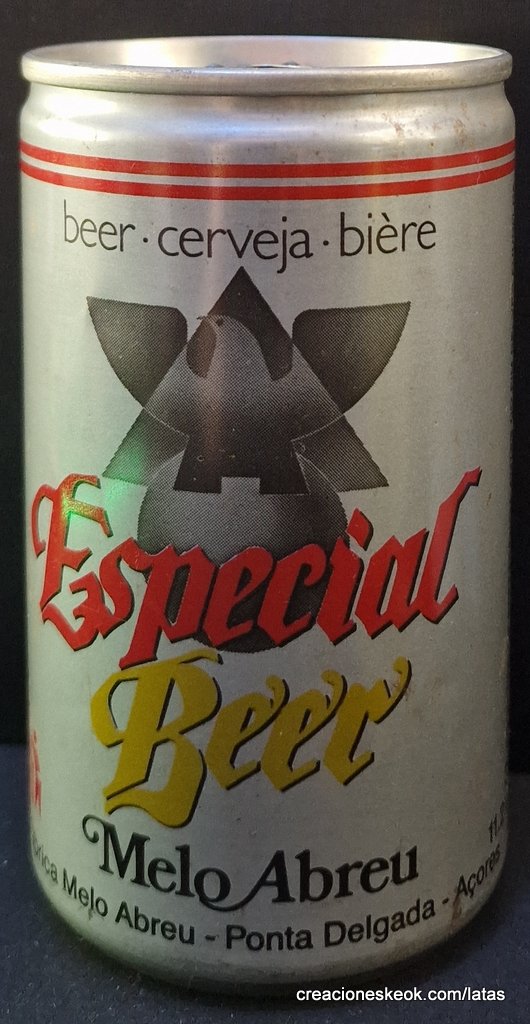 beer · cerveja · bière
Especial
Beer
Melo Abreu
Melo Abreu - Ponta Delgada - Açores
creacioneskeok.com/latas